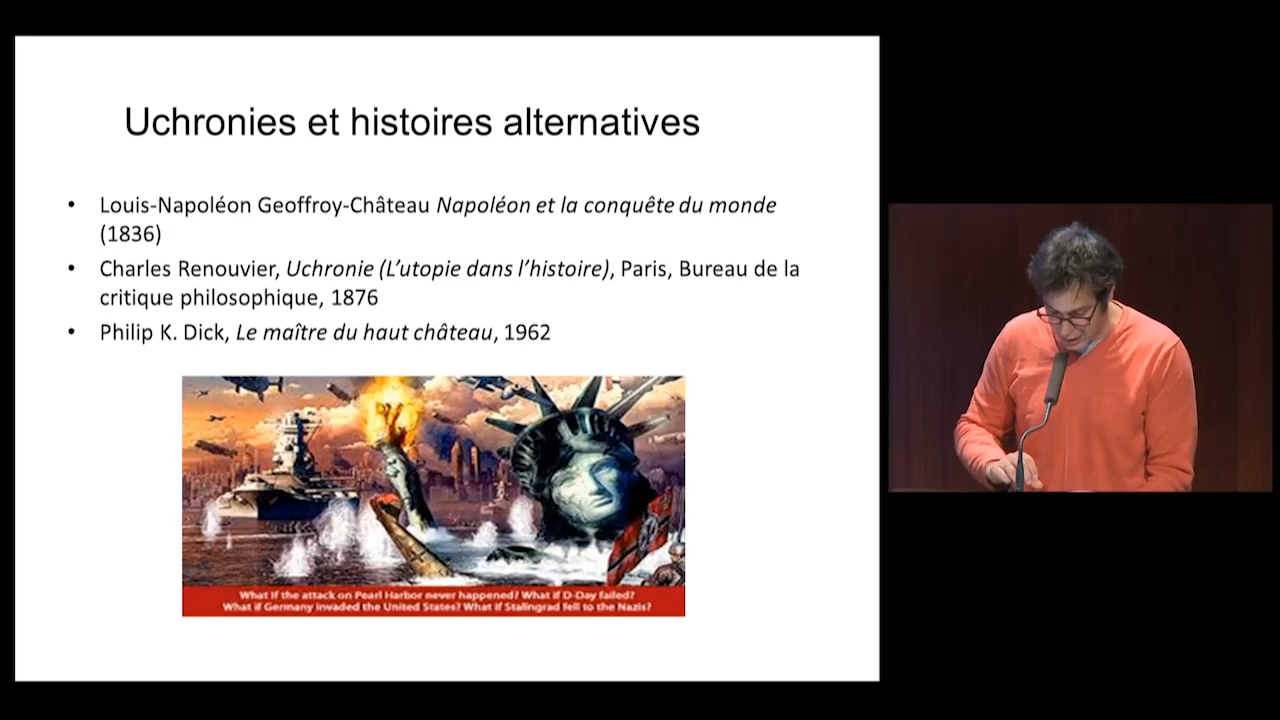 Uchronies et histoires alternatives
• Louis-Napoléon Geoffroy-Château Napoléon et la conquête du monde
(1836)
• Charles Renouvier, Uchronie (L’utopie dans l’histoire), Paris, Bureau de la
critique philosophique, 1876
• Philip K. Dick, Le maître du haut château, 1962
What if the attack on Pearl Harbor never happened? What if D-Day failed?
What if Germany invaded the United States? What if Stalingrad fell to the Nazis?